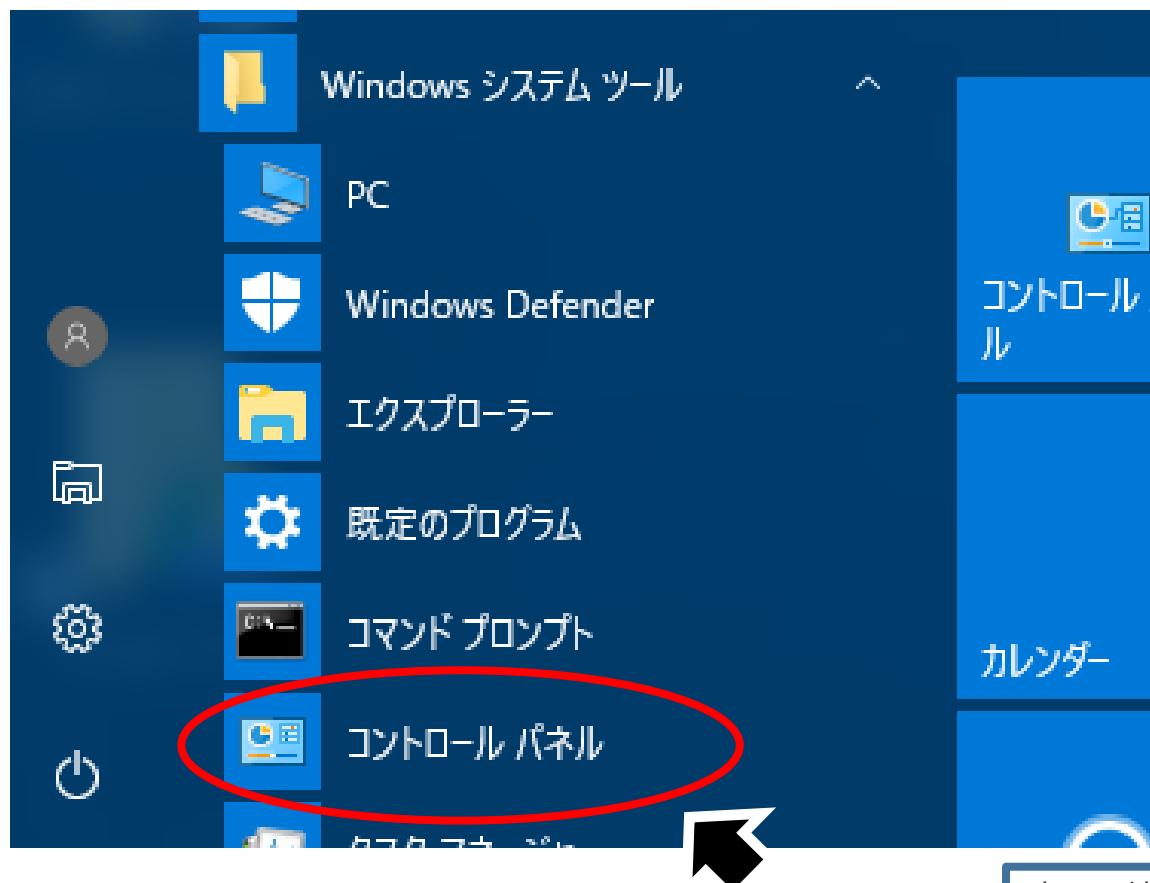 Windows システム ツール
PC
Windows Defender
エクスプローラー
既定のプログラム
コマンド プロンプト
コントロール パネル
コントロール
ル
カレンダー